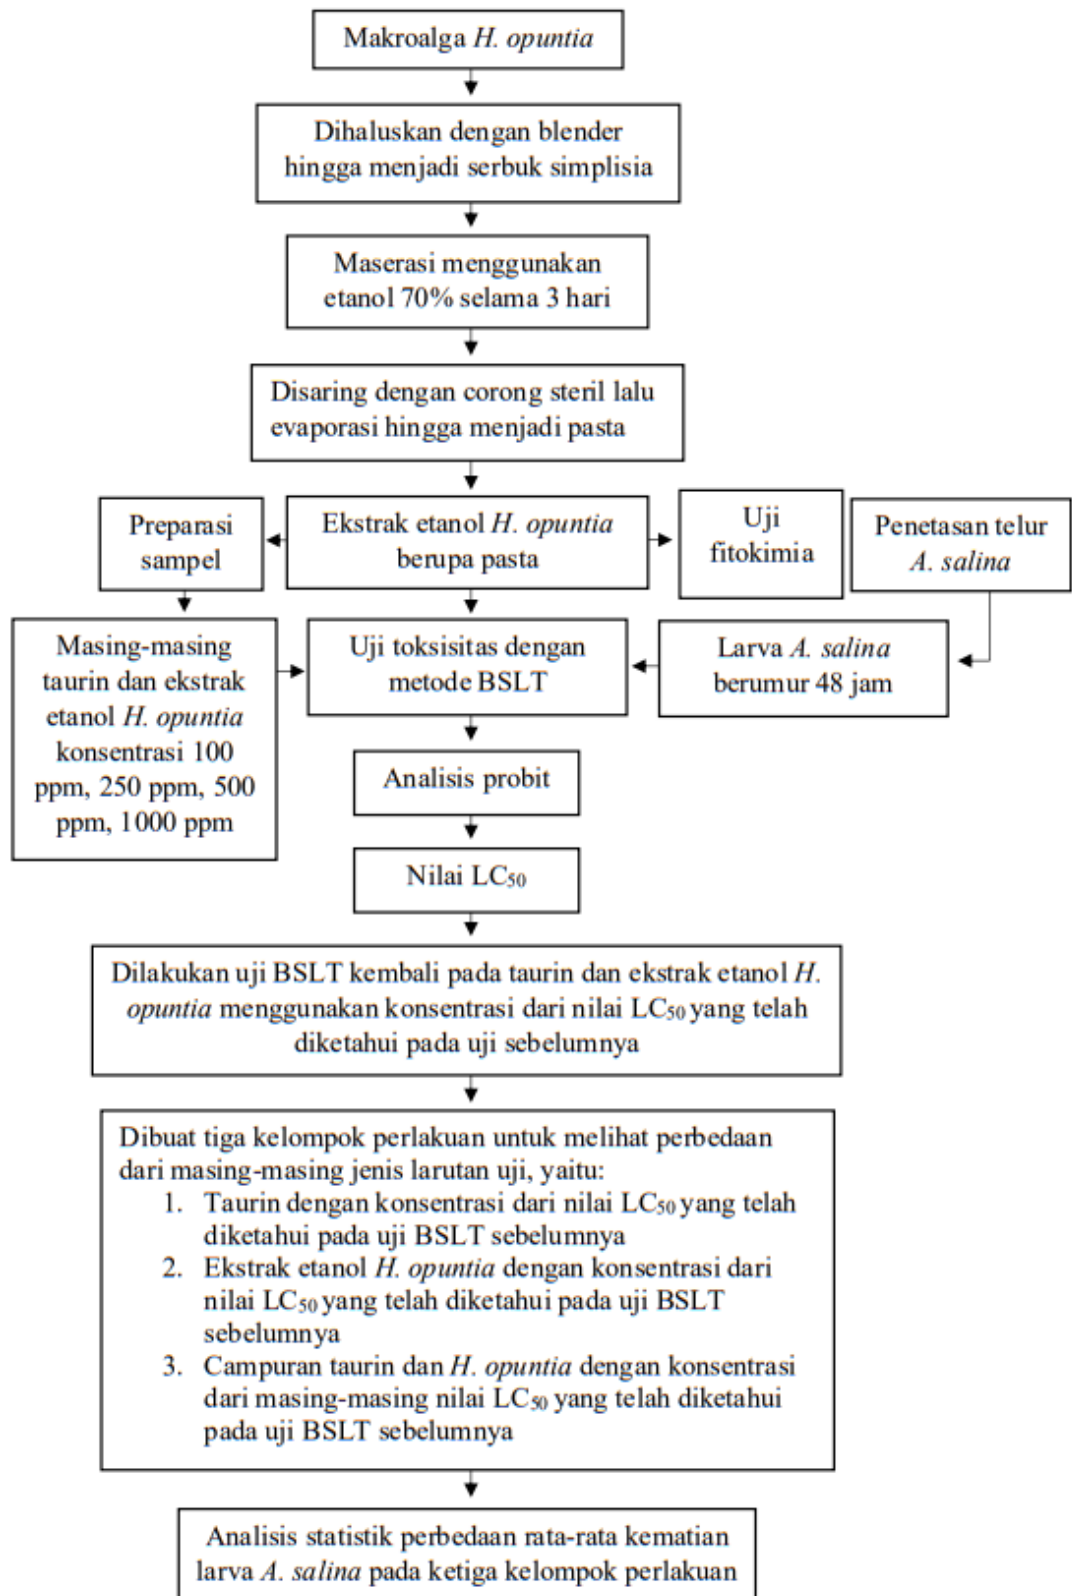 Makroalga H. opuntia
Dihaluskan dengan blender
hingga menjadi serbuk simplisia
Maserasi menggunakan
etanol 70% selama 3 hari
Disaring dengan corong steril lalu
evaporasi hingga menjadi pasta
Preparasi
sampel
Ekstrak etanol H. opuntia
berupa pasta
Uji
fitokimia
Penetasan telur
A. salina
Masing-masing
taurin dan ekstrak
etanol H. opuntia
konsentrasi 100
ppm, 250 ppm, 500
ppm, 1000 ppm
Uji toksisitas dengan
metode BSLT
Larva A. salina
berumur 48 jam
Analisis probit
Nilai LC₅₀
Dilakukan uji BSLT kembali pada taurin dan ekstrak etanol H.
opuntia menggunakan konsentrasi dari nilai LC₅₀ yang telah
diketahui pada uji sebelumnya
Dibuat tiga kelompok perlakuan untuk melihat perbedaan
dari masing-masing jenis larutan uji, yaitu:
1. Taurin dengan konsentrasi dari nilai LC₅₀ yang telah
diketahui pada uji BSLT sebelumnya
2. Ekstrak etanol H. opuntia dengan konsentrasi dari
nilai LC₅₀ yang telah diketahui pada uji BSLT
sebelumnya
3. Campuran taurin dan H. opuntia dengan konsentrasi
dari masing-masing nilai LC₅₀ yang telah diketahui
pada uji BSLT sebelumnya
Analisis statistik perbedaan rata-rata kematian
larva A. salina pada ketiga kelompok perlakuan